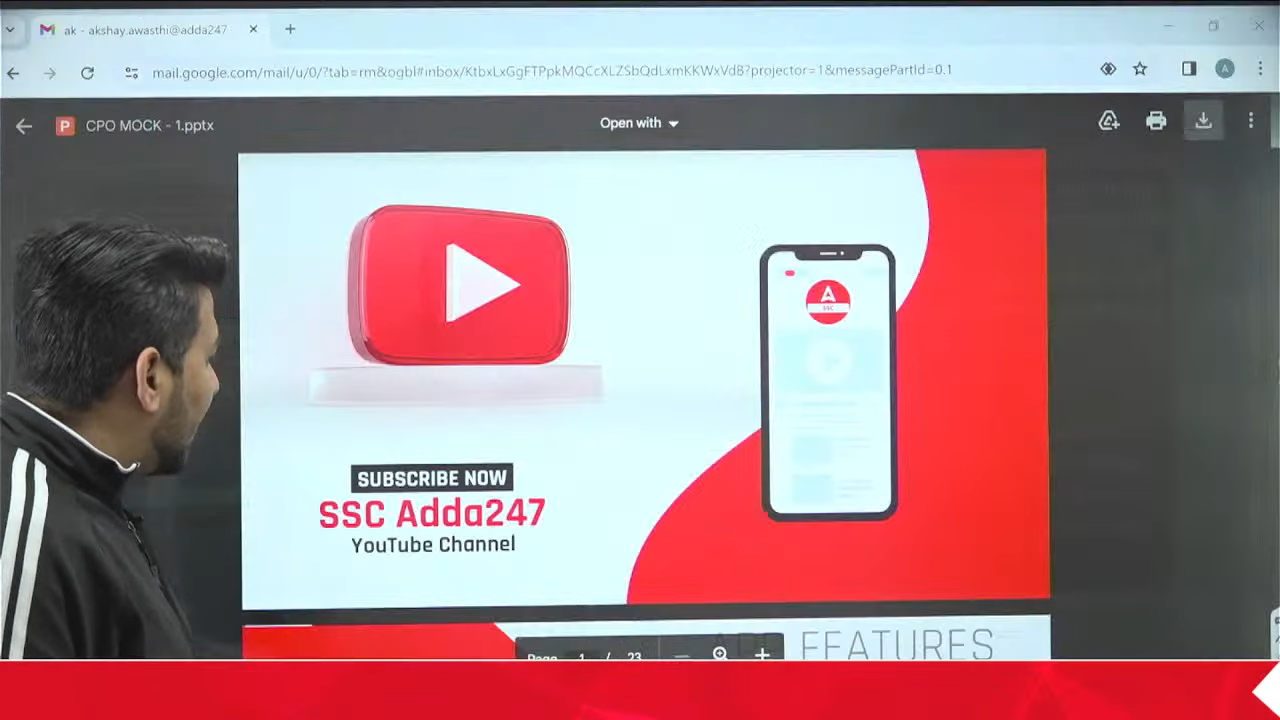 ak - akshay.awasthi@adda247
mail.google.com/mail/u/0/?tab=rm&ogbl#inbox/KtbxLxGgFTPpkMQCcXLZSbQdLxmKKWxVdB?projector=1&messagePartId=0.1
A
P CPO MOCK - 1.pptx
Open with
SSC
SUBSCRIBE NOW
SSC Adda247
YouTube Channel
Page 1 / 23
FEATURES